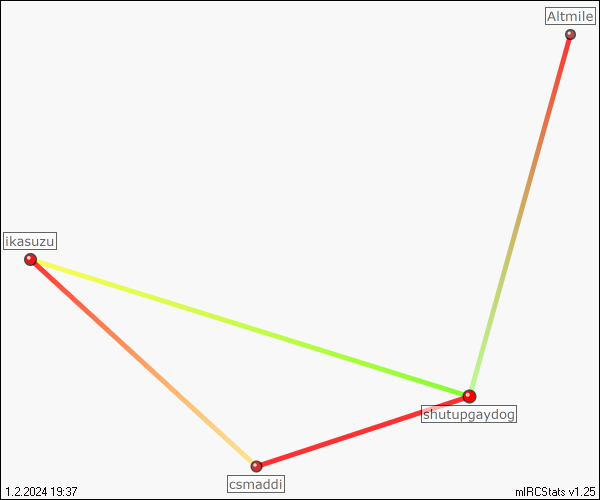 Altmile
ikasuzu
shutupgaydog
csmaddi
1.2.2024 19:37
mIRCStats v1.25